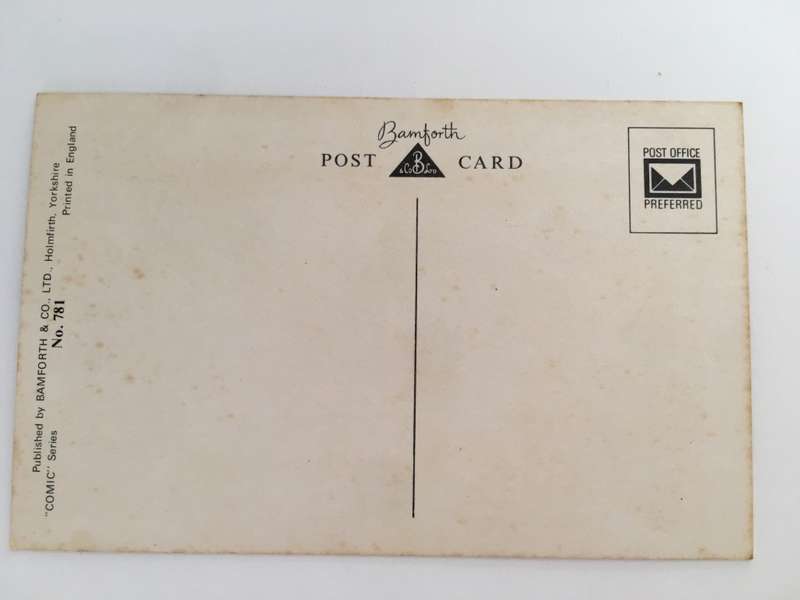 Bamforth
POST CARD
B
& Co LTD
POST OFFICE
PREFERRED
Published by BAMFORTH & CO., LTD., Holmfirth, Yorkshire
Printed in England
"COMIC" Series
No. 781